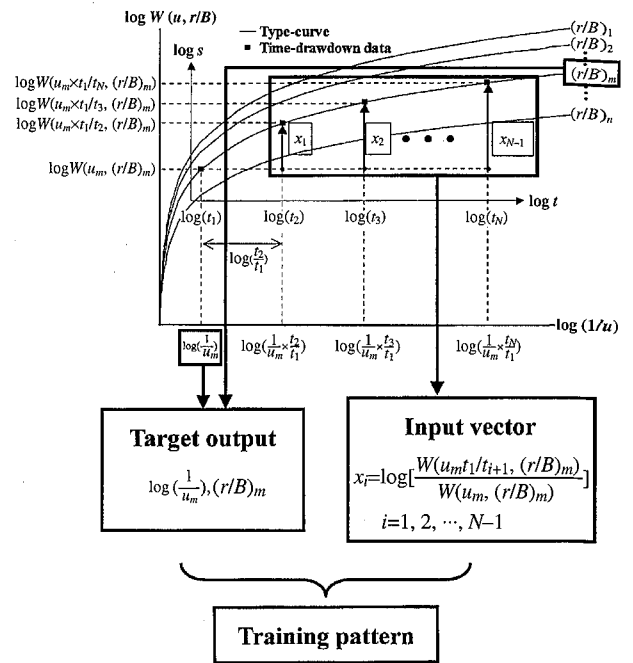 log W(u, r/B)
(r/B)1
(r/B)2
(r/B)m
(r/B)n
Type-curve
Time-drawdown data
log s
logW(um×t1/tN, (r/B)m)
logW(um×t1/t3, (r/B)m)
logW(um×t1/t2, (r/B)m)
logW(um, (r/B)m)
x1
x2
xN−1
log t
log(t1)
log(t2)
log(t3)
log(tN)
log(t2/t1)
log (1/u)
log(1/um)
log(1/um×t2/t1)
log(1/um×t3/t1)
log(1/um×tN/t1)
Target output
log (1/um), (r/B)m
Input vector
xi=log[W(umt1/ti+1, (r/B)m)/W(um, (r/B)m)]
i=1, 2, ···, N−1
Training pattern